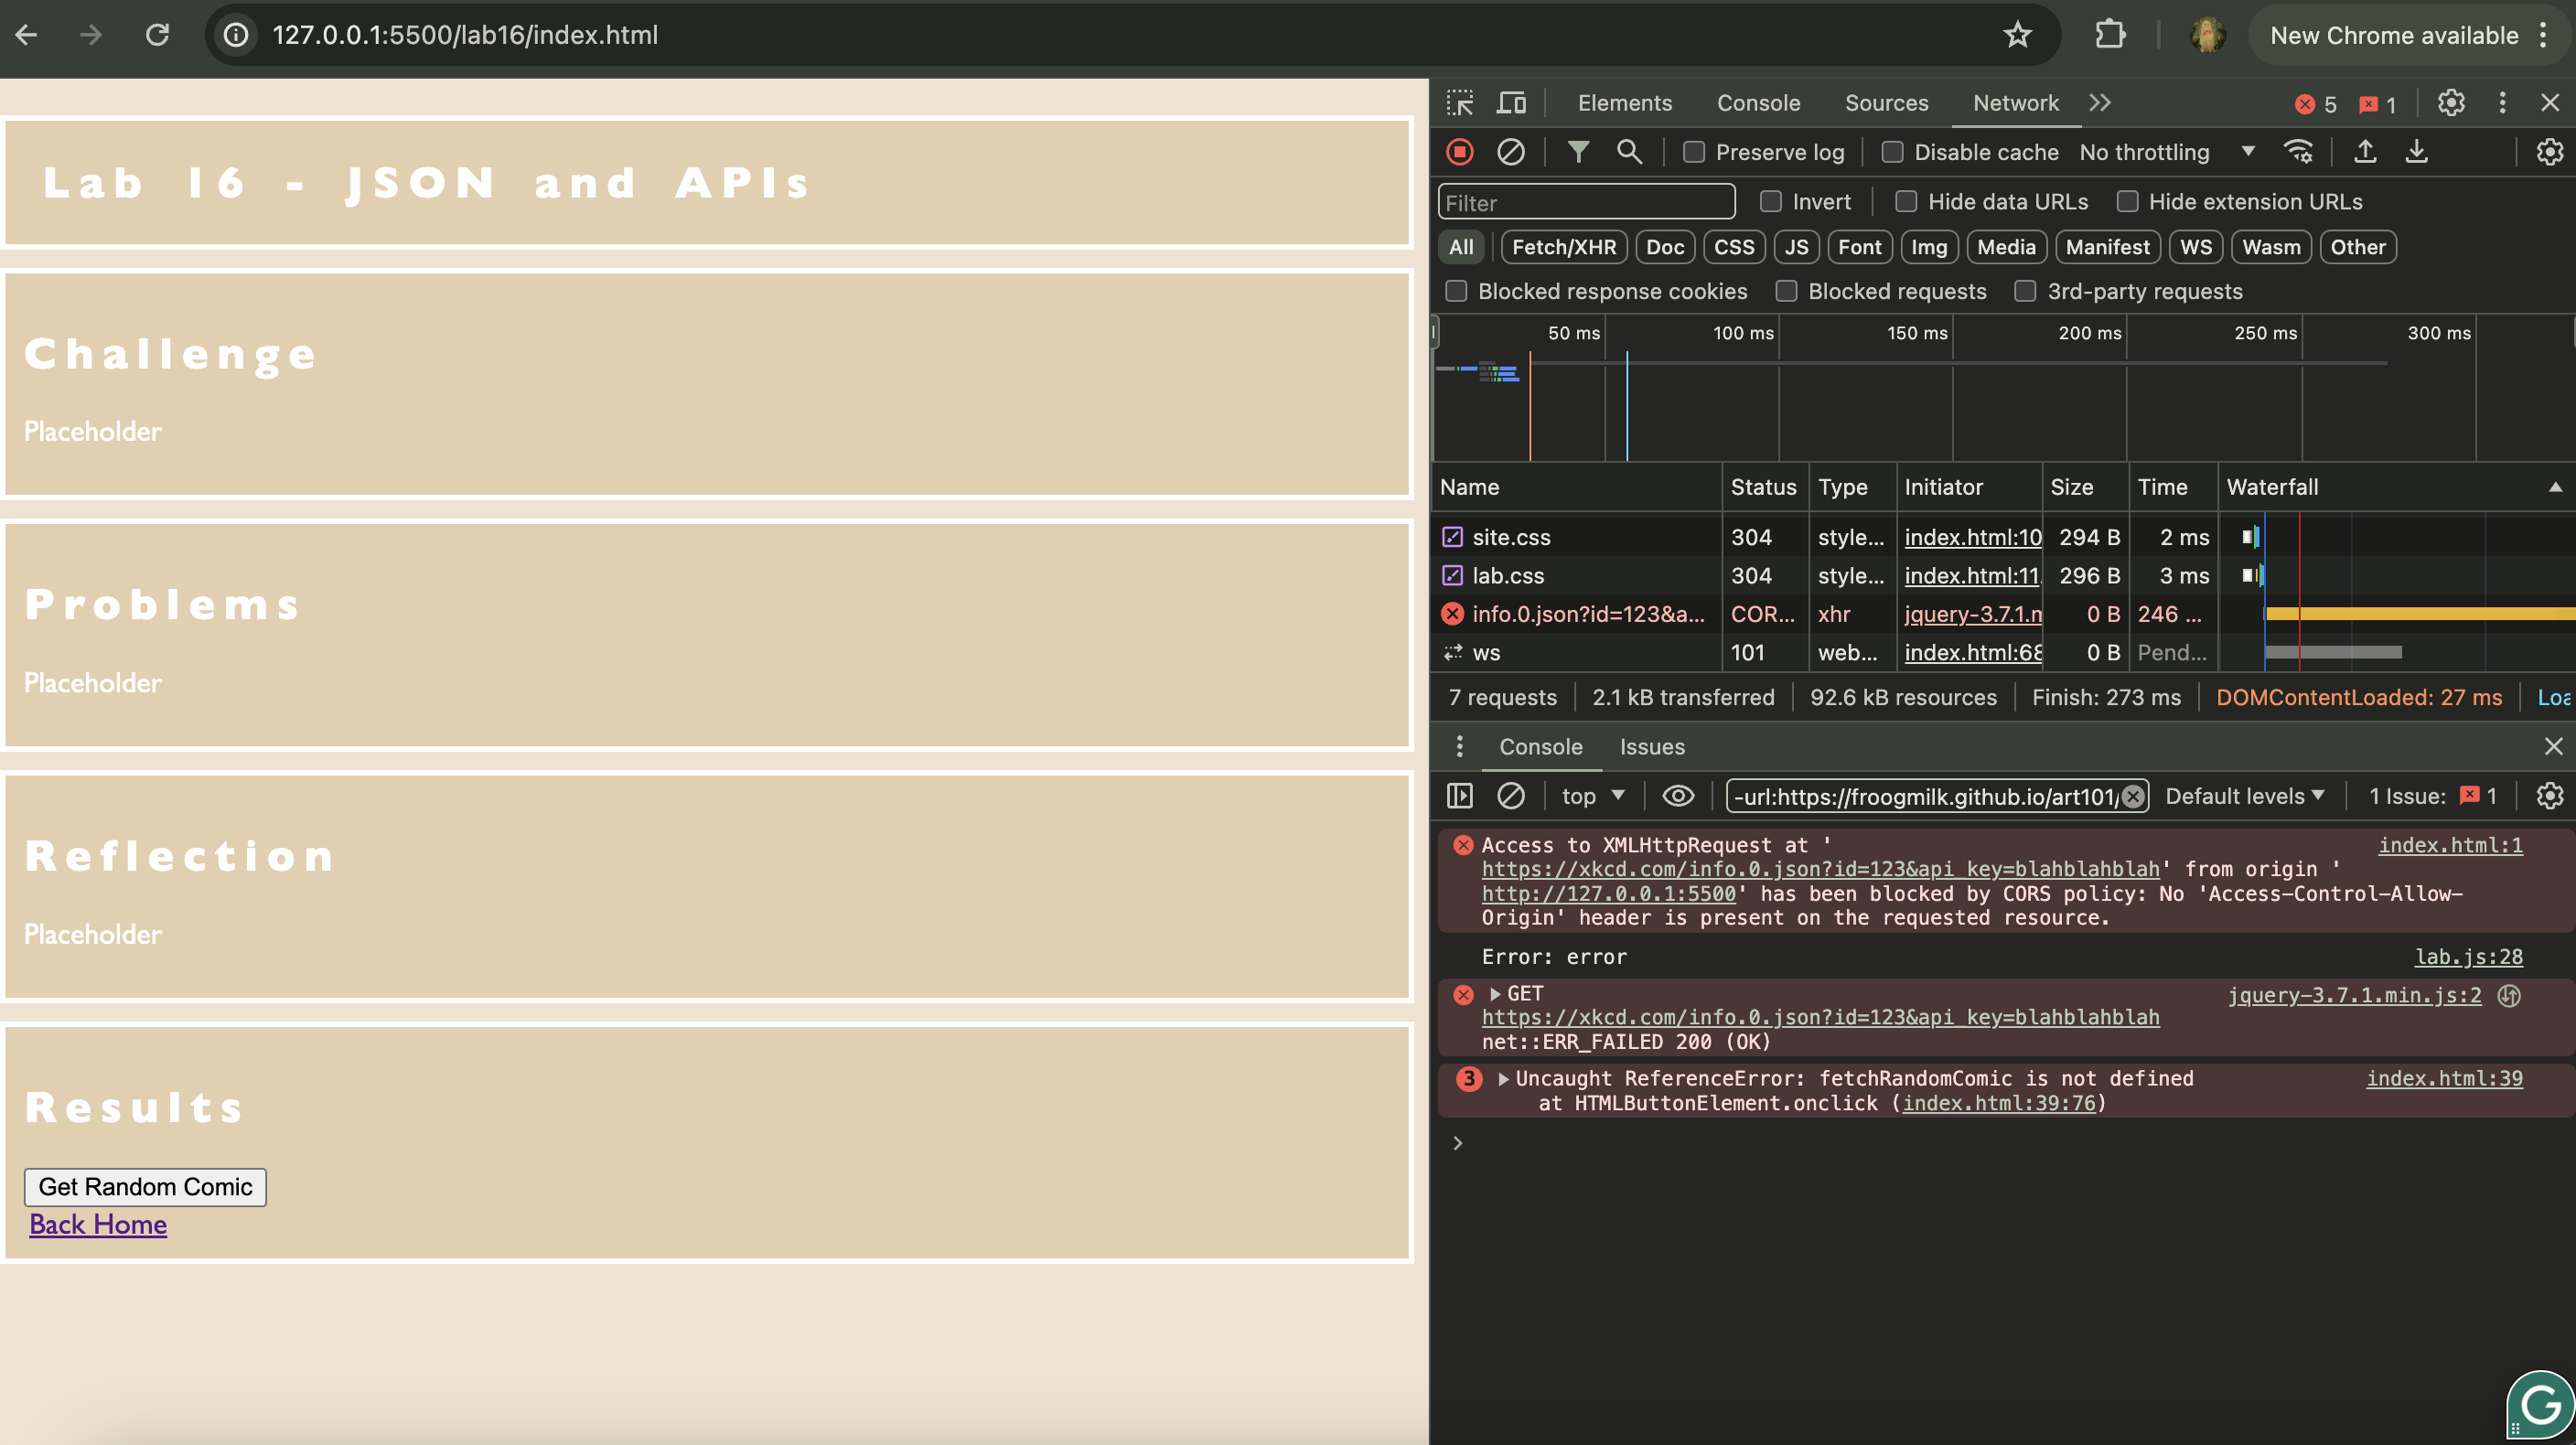 127.0.0.1:5500/lab16/index.html
New Chrome available
Lab 16 - JSON and APIs
Challenge
Placeholder
Problems
Placeholder
Reflection
Placeholder
Results
Get Random Comic
Back Home
Elements Console Sources Network 5 1
Preserve log Disable cache No throttling
Filter Invert Hide data URLs Hide extension URLs
All Fetch/XHR Doc CSS JS Font Img Media Manifest WS Wasm Other
Blocked response cookies Blocked requests 3rd-party requests
50 ms 100 ms 150 ms 200 ms 250 ms 300 ms
Name Status Type Initiator Size Time Waterfall
site.css 304 style... index.html:10 294 B 2 ms
lab.css 304 style... index.html:11 296 B 3 ms
info.0.json?id=123&a... COR... xhr jquery-3.7.1.m 0 B 246 ...
ws 101 web... index.html:68 0 B Pend...
7 requests 2.1 kB transferred 92.6 kB resources Finish: 273 ms DOMContentLoaded: 27 ms Loa
Console Issues
top -url:https://froogmilk.github.io/art101/ Default levels 1 Issue: 1
Access to XMLHttpRequest at ' index.html:1
https://xkcd.com/info.0.json?id=123&api_key=blahblahblah' from origin '
http://127.0.0.1:5500' has been blocked by CORS policy: No 'Access-Control-Allow-
Origin' header is present on the requested resource.
Error: error lab.js:28
GET jquery-3.7.1.min.js:2
https://xkcd.com/info.0.json?id=123&api_key=blahblahblah
net::ERR_FAILED 200 (OK)
3 Uncaught ReferenceError: fetchRandomComic is not defined index.html:39
at HTMLButtonElement.onclick (index.html:39:76)
G